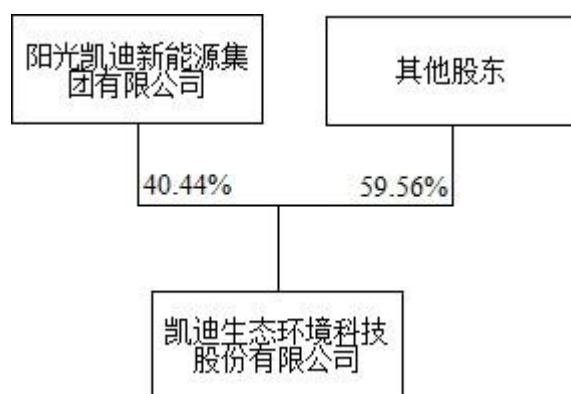 阳光凯迪新能源集
团有限公司
其他股东
40.44%
59.56%
凯迪生态环境科技
股份有限公司